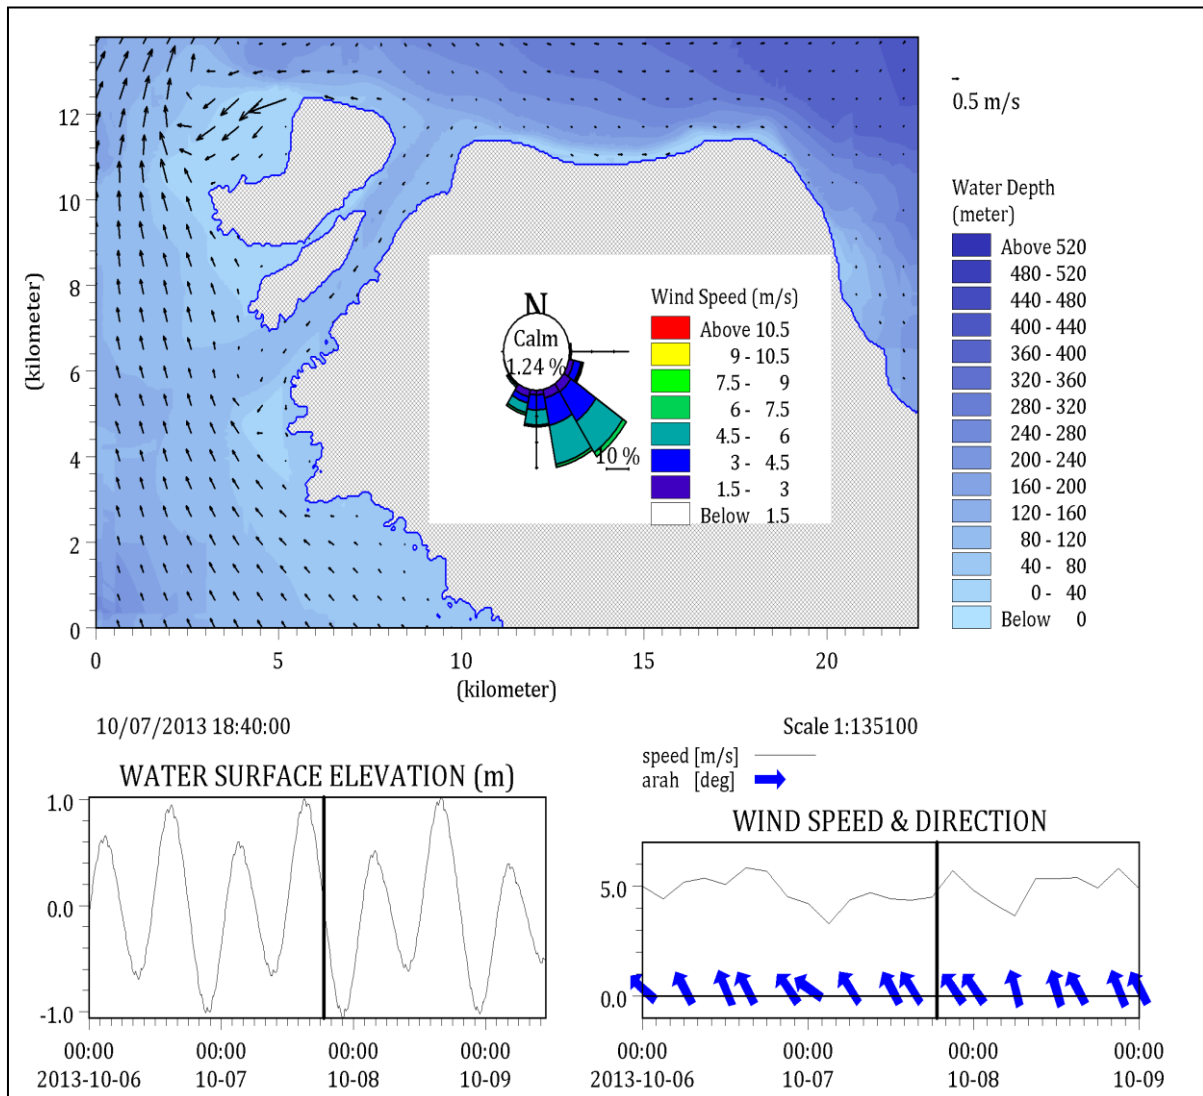 0.5 m/s
Water Depth
(meter)
Above 520
480 - 520
440 - 480
400 - 440
360 - 400
320 - 360
280 - 320
240 - 280
200 - 240
160 - 200
120 - 160
80 - 120
40 - 80
0 - 40
Below 0
12
10
8
6
4
2
0
(kilometer)
N
Calm
1.24 %
10 %
Wind Speed (m/s)
Above 10.5
9 - 10.5
7.5 - 9
6 - 7.5
4.5 - 6
3 - 4.5
1.5 - 3
Below 1.5
0 5 10 15 20
(kilometer)
10/07/2013 18:40:00
Scale 1:135100
WATER SURFACE ELEVATION (m)
1.0
0.0
-1.0
00:00 00:00 00:00 00:00
2013-10-06 10-07 10-08 10-09
speed [m/s]
arah [deg]
WIND SPEED & DIRECTION
5.0
0.0
00:00 00:00 00:00 00:00
2013-10-06 10-07 10-08 10-09